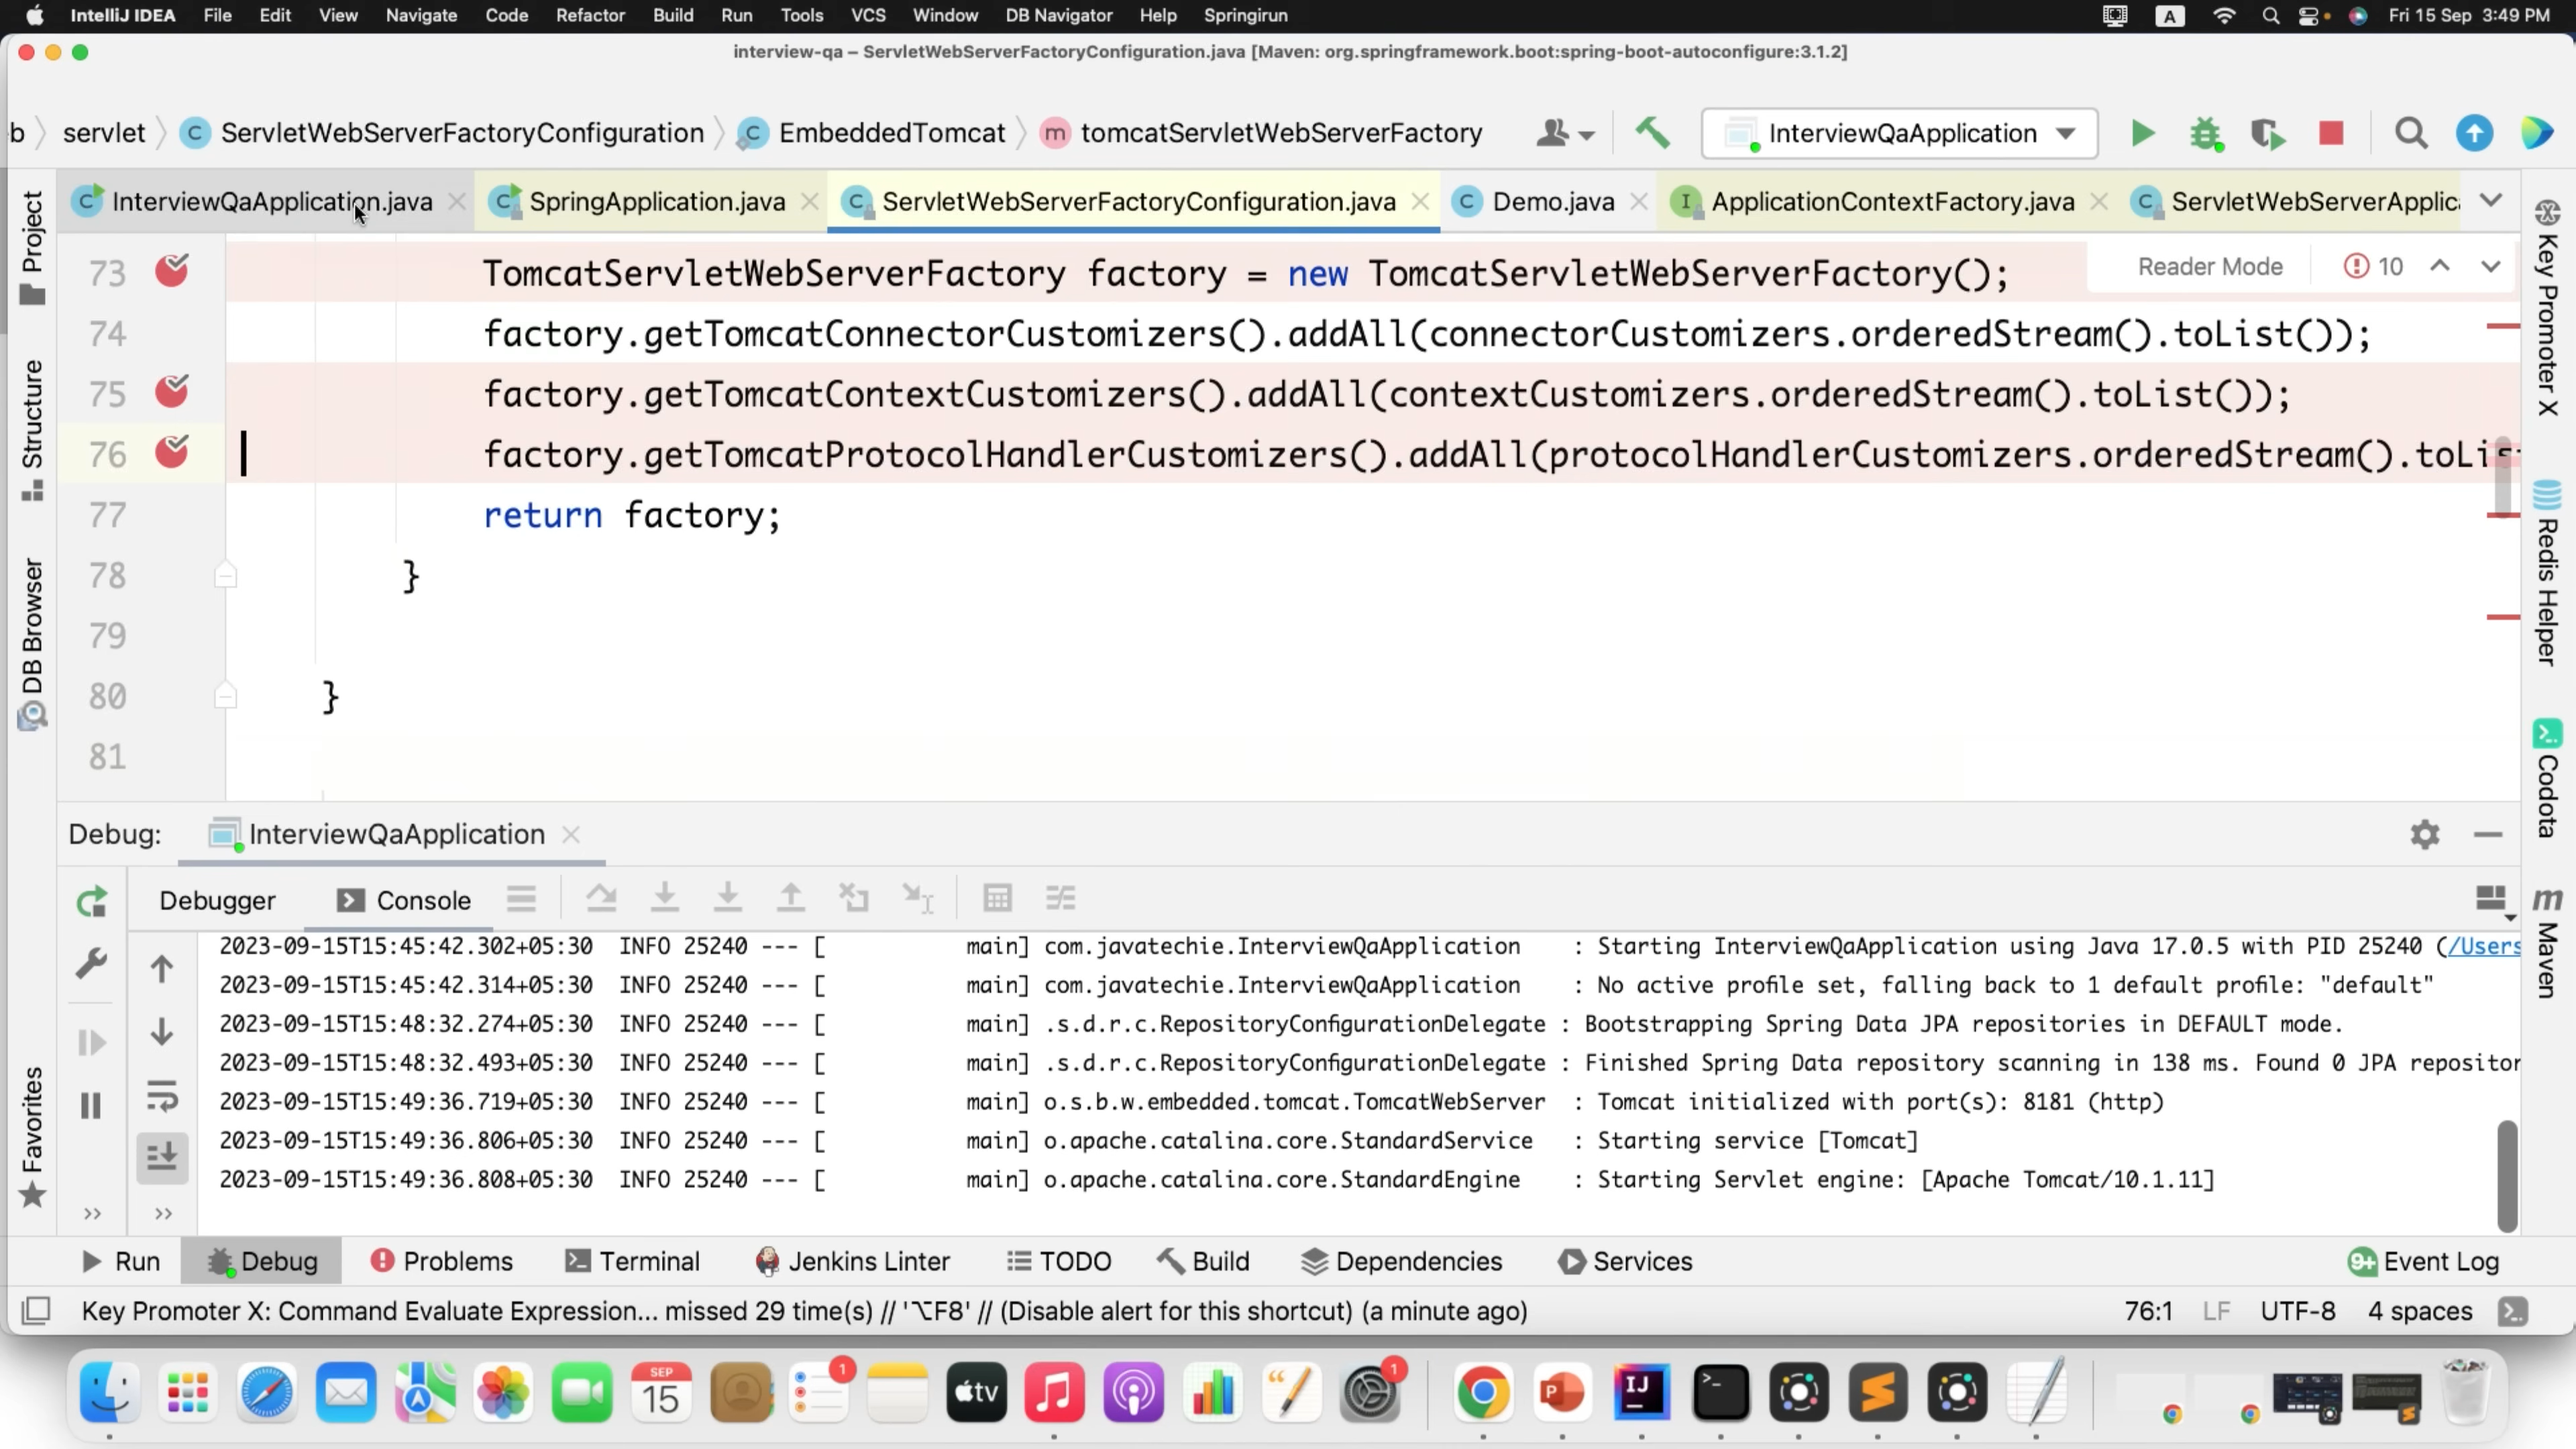 IntelliJ IDEA File Edit View Navigate Code Refactor Build Run Tools VCS Window DB Navigator Help Springirun A Fri 15 Sep 3:49 PM
interview-qa – ServletWebServerFactoryConfiguration.java [Maven: org.springframework.boot:spring-boot-autoconfigure:3.1.2]
b servlet C ServletWebServerFactoryConfiguration C EmbeddedTomcat m tomcatServletWebServerFactory InterviewQaApplication
C InterviewQaApplication.java C SpringApplication.java C ServletWebServerFactoryConfiguration.java C Demo.java I ApplicationContextFactory.java C ServletWebServerApplic
Reader Mode 10
73 TomcatServletWebServerFactory factory = new TomcatServletWebServerFactory();
74 factory.getTomcatConnectorCustomizers().addAll(connectorCustomizers.orderedStream().toList());
75 factory.getTomcatContextCustomizers().addAll(contextCustomizers.orderedStream().toList());
76 factory.getTomcatProtocolHandlerCustomizers().addAll(protocolHandlerCustomizers.orderedStream().toLis
77 return factory;
78 }
79
80 }
81
Project
Structure
DB Browser
Favorites
Key Promoter X
Redis Helper
Codota
m Maven
Debug: InterviewQaApplication
Debugger Console
2023-09-15T15:45:42.302+05:30 INFO 25240 --- [ main] com.javatechie.InterviewQaApplication : Starting InterviewQaApplication using Java 17.0.5 with PID 25240 (/Users
2023-09-15T15:45:42.314+05:30 INFO 25240 --- [ main] com.javatechie.InterviewQaApplication : No active profile set, falling back to 1 default profile: "default"
2023-09-15T15:48:32.274+05:30 INFO 25240 --- [ main] .s.d.r.c.RepositoryConfigurationDelegate : Bootstrapping Spring Data JPA repositories in DEFAULT mode.
2023-09-15T15:48:32.493+05:30 INFO 25240 --- [ main] .s.d.r.c.RepositoryConfigurationDelegate : Finished Spring Data repository scanning in 138 ms. Found 0 JPA repositor
2023-09-15T15:49:36.719+05:30 INFO 25240 --- [ main] o.s.b.w.embedded.tomcat.TomcatWebServer : Tomcat initialized with port(s): 8181 (http)
2023-09-15T15:49:36.806+05:30 INFO 25240 --- [ main] o.apache.catalina.core.StandardService : Starting service [Tomcat]
2023-09-15T15:49:36.808+05:30 INFO 25240 --- [ main] o.apache.catalina.core.StandardEngine : Starting Servlet engine: [Apache Tomcat/10.1.11]
Run Debug Problems Terminal Jenkins Linter TODO Build Dependencies Services 9+ Event Log
Key Promoter X: Command Evaluate Expression... missed 29 time(s) // '⌥F8' // (Disable alert for this shortcut) (a minute ago) 76:1 LF UTF-8 4 spaces
SEP
15
1
tv
1
P
IJ